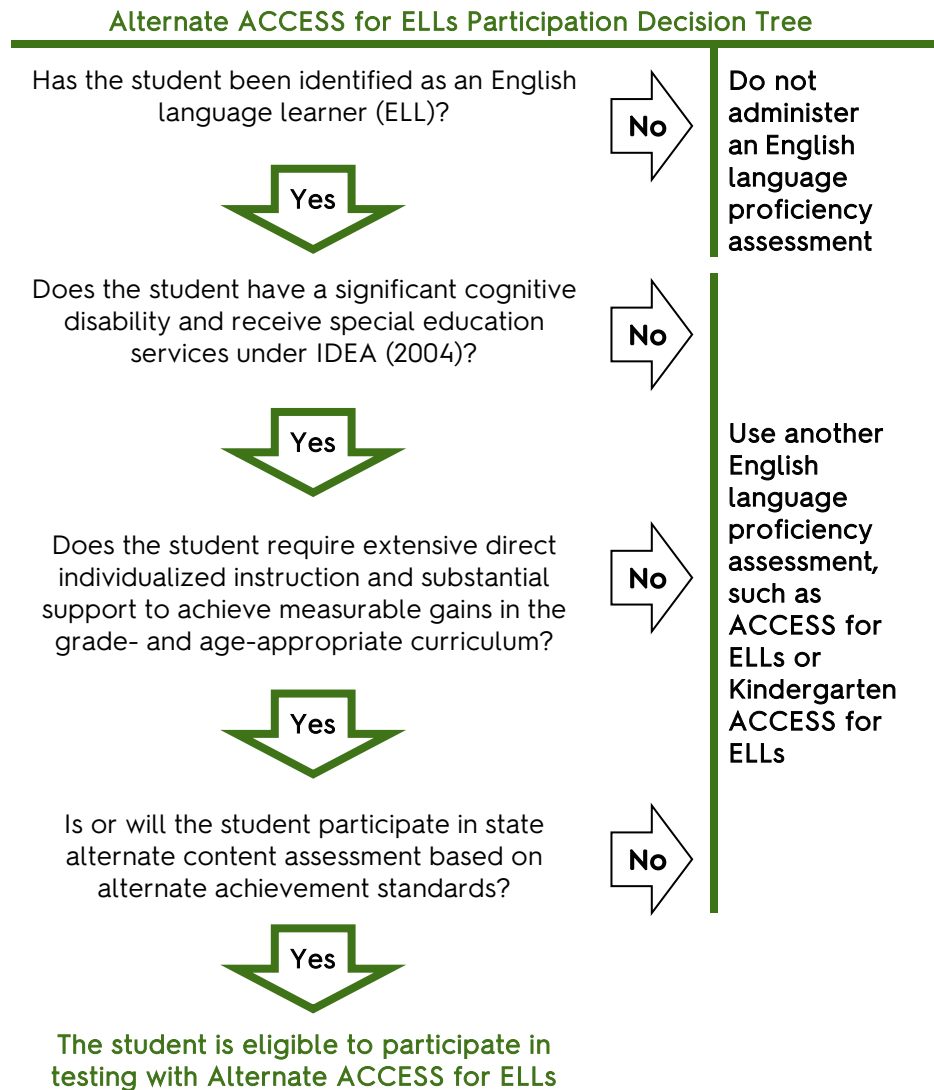 Alternate ACCESS for ELLs Participation Decision Tree
Has the student been identified as an English
language learner (ELL)?
No
Do not
administer
an English
language
proficiency
assessment
Yes
Does the student have a significant cognitive
disability and receive special education
services under IDEA (2004)?
No
Yes
Does the student require extensive direct
individualized instruction and substantial
support to achieve measurable gains in the
grade- and age-appropriate curriculum?
No
Use another
English
language
proficiency
assessment,
such as
ACCESS for
ELLs or
Kindergarten
ACCESS for
ELLs
Yes
Is or will the student participate in state
alternate content assessment based on
alternate achievement standards?
No
Yes
The student is eligible to participate in
testing with Alternate ACCESS for ELLs